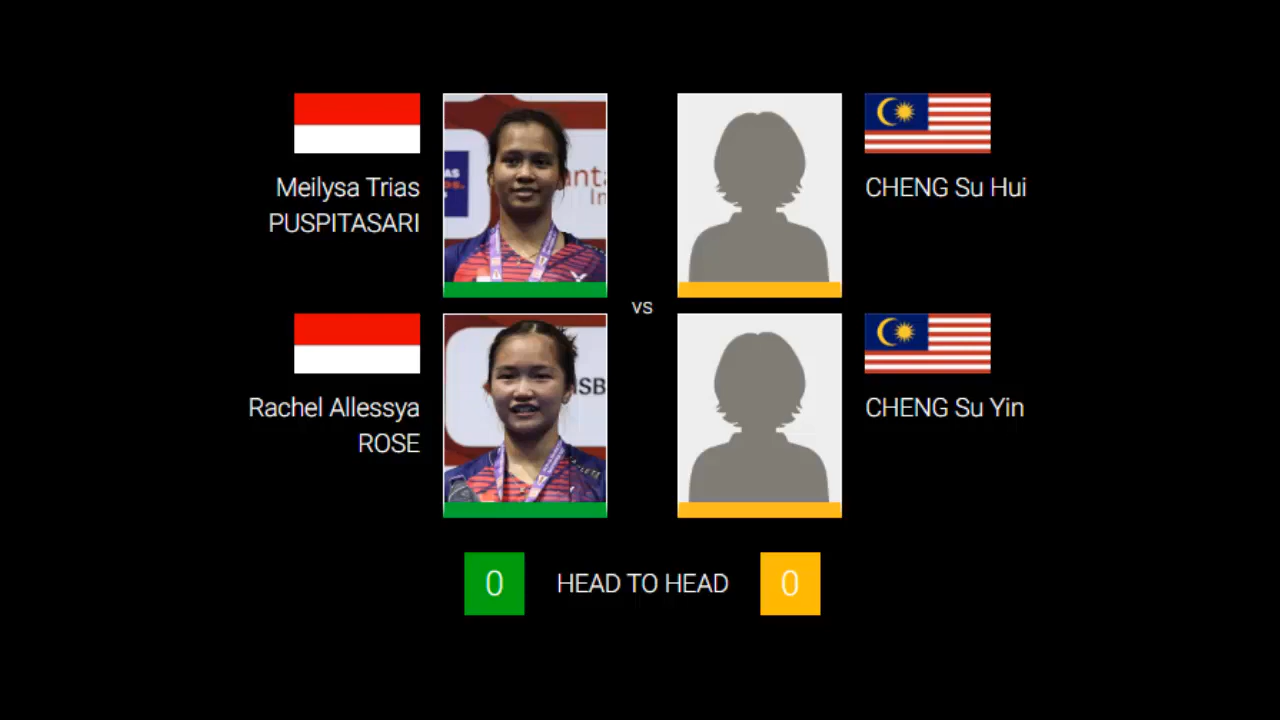 Meilysa Trias
PUSPITASARI
CHENG Su Hui
vs
Rachel Allessya
ROSE
CHENG Su Yin
0 HEAD TO HEAD 0